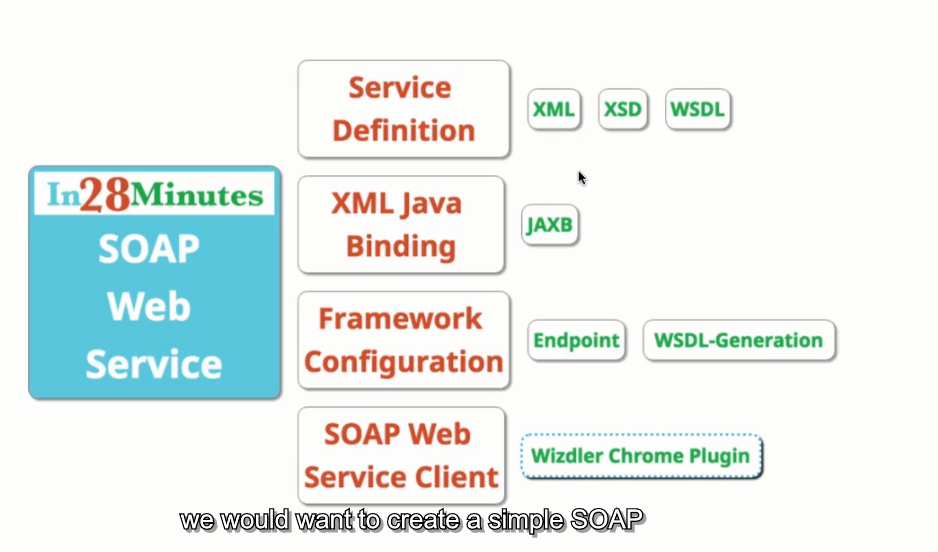 Service
Definition
XML
XSD
WSDL
In28Minutes
SOAP
Web
Service
XML Java
Binding
JAXB
Framework
Configuration
Endpoint
WSDL-Generation
SOAP Web
Service Client
Wizdler Chrome Plugin
we would want to create a simple SOAP